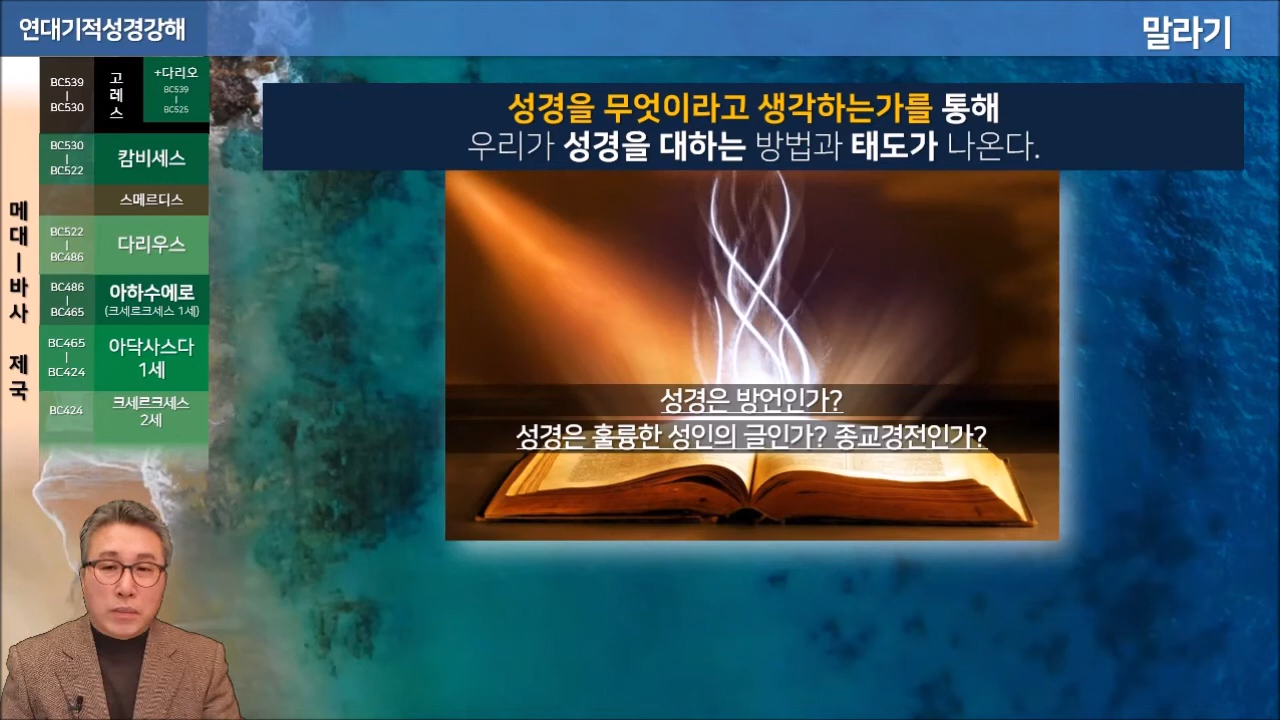 연대기적성경강해
말라기
BC539
|
BC530
고
레
스
+다리오
BC539
|
BC525
BC530
|
BC522
캄비세스
스메르디스
BC522
|
BC486
다리우스
BC486
|
BC465
아하수에로
(크세르크세스 1세)
BC465
|
BC424
아닥사스다
1세
BC424
크세르크세스
2세
메
대
|
바
사
제
국
성경을 무엇이라고 생각하는가를 통해
우리가 성경을 대하는 방법과 태도가 나온다.
성경은 방언인가?
성경은 훌륭한 성인의 글인가? 종교경전인가?